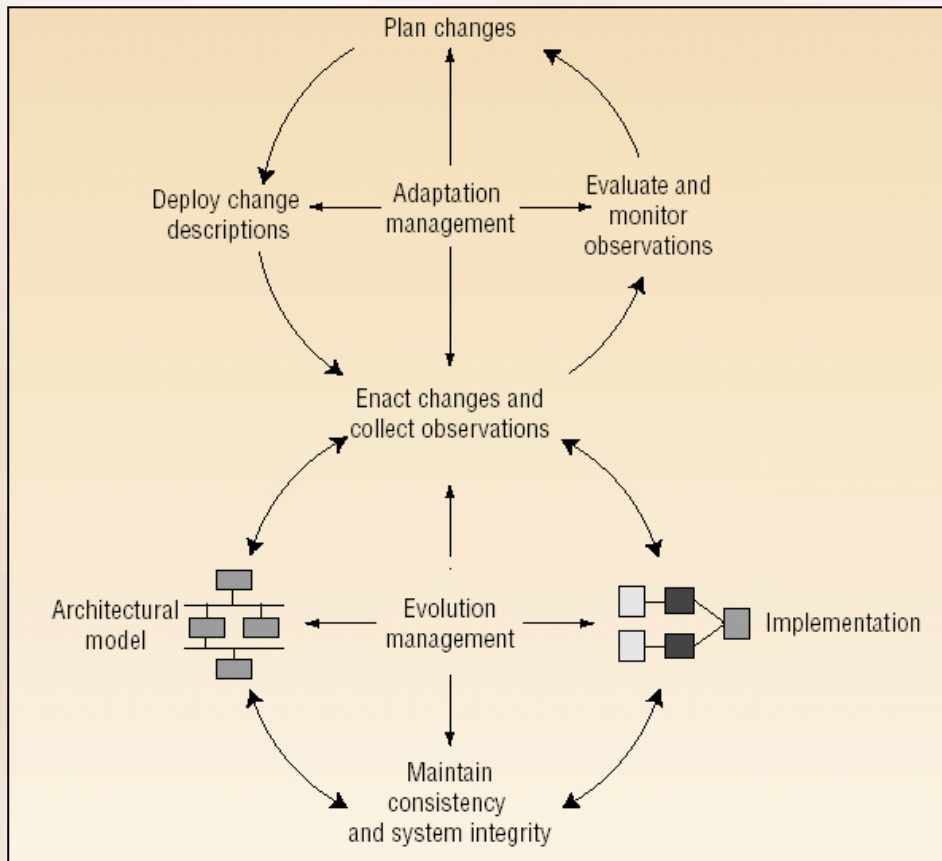 Plan changes
Deploy change
descriptions
Adaptation
management
Evaluate and
monitor
observations
Enact changes and
collect observations
Architectural
model
Evolution
management
Implementation
Maintain
consistency
and system integrity